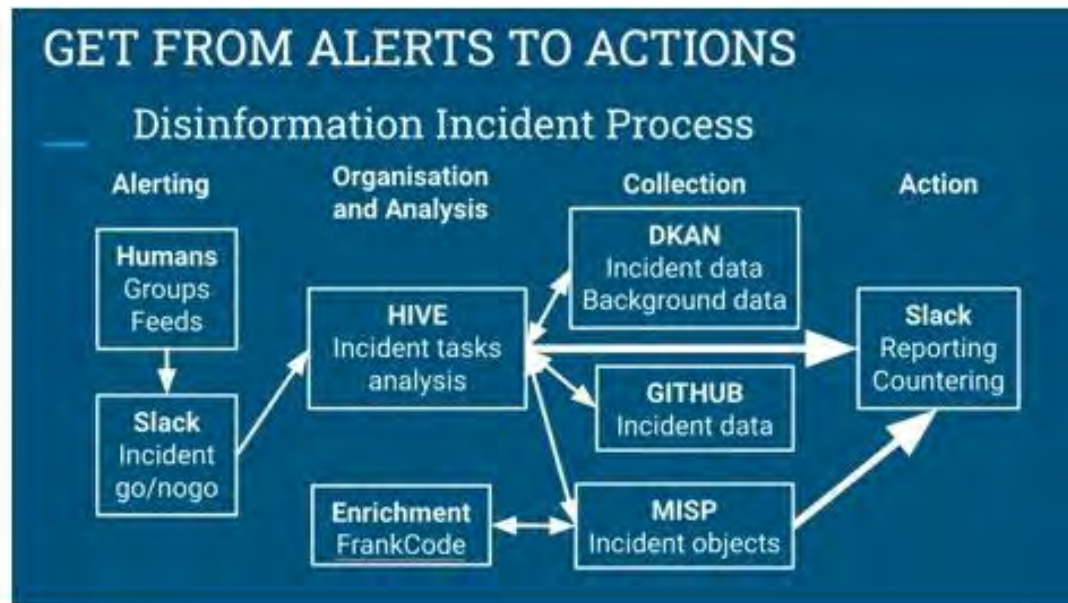 GET FROM ALERTS TO ACTIONS
Disinformation Incident Process
Alerting
Organisation
and Analysis
Collection
Action
Humans
Groups
Feeds
Slack
Incident
go/nogo
HIVE
Incident tasks
analysis
Enrichment
FrankCode
DKAN
Incident data
Background data
GITHUB
Incident data
MISP
Incident objects
Slack
Reporting
Countering